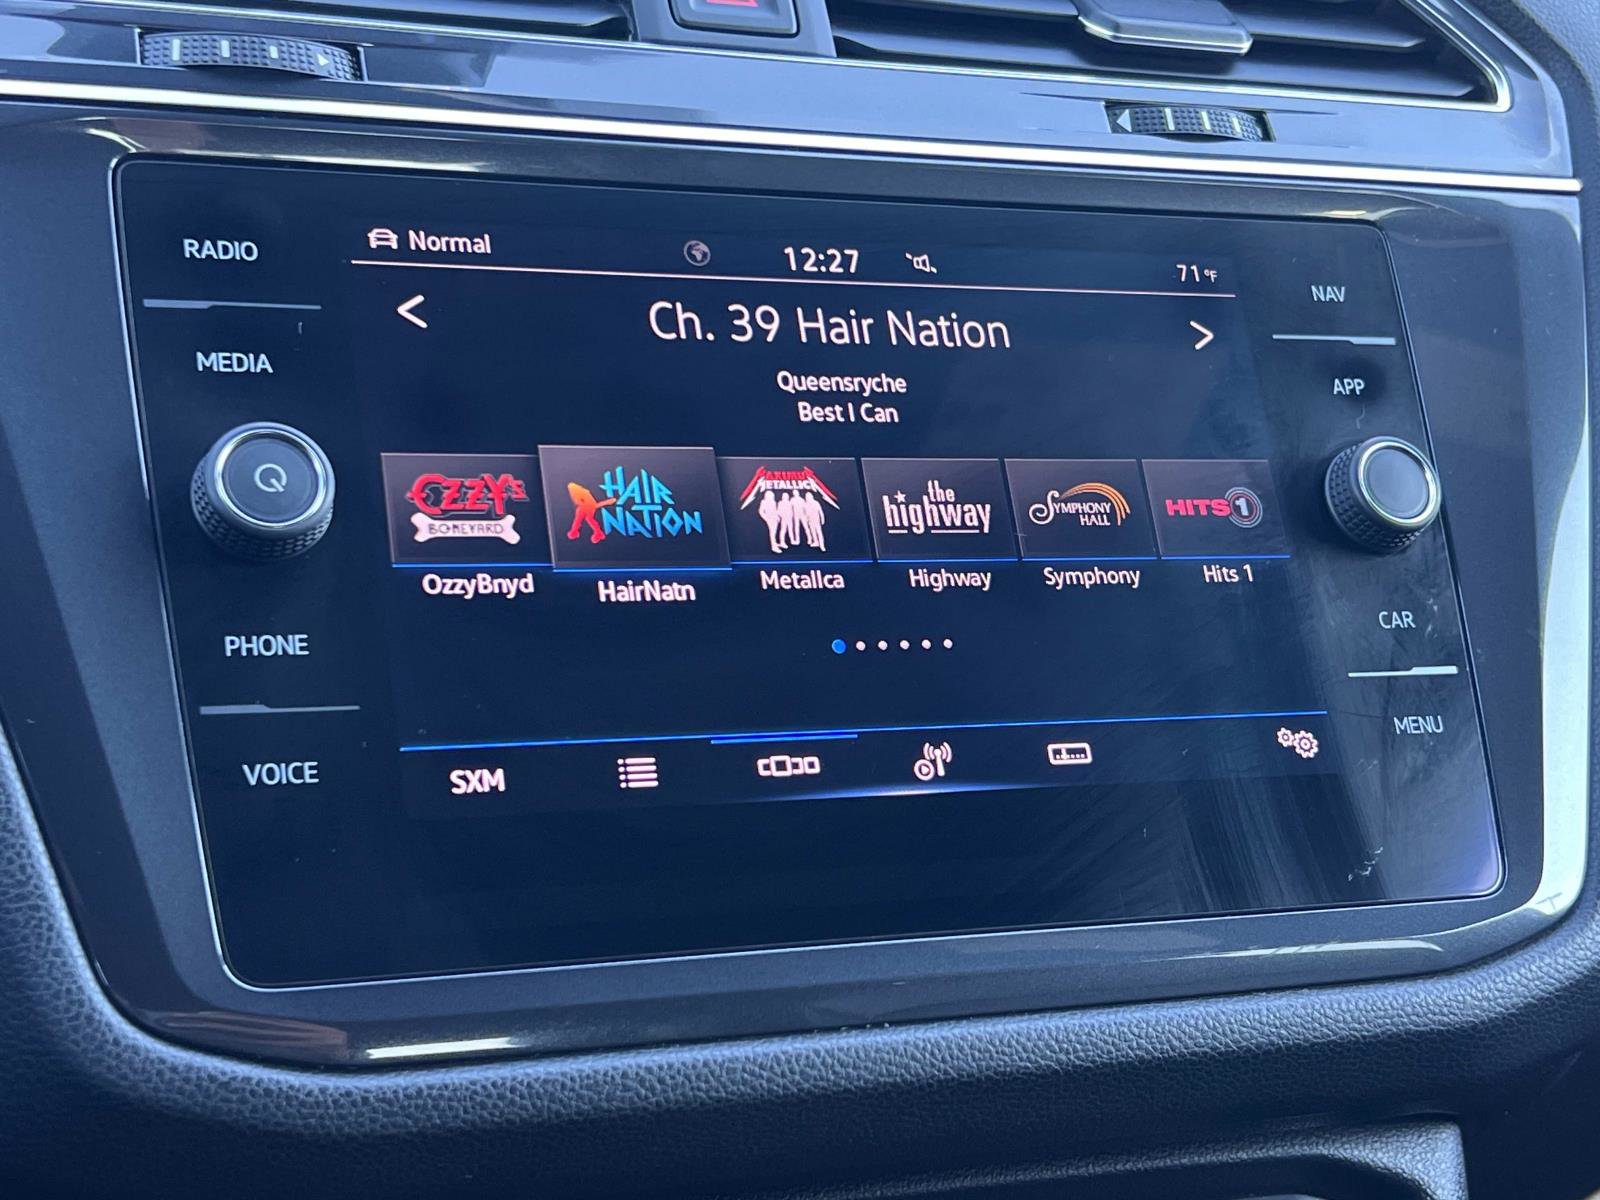 RADIO
MEDIA
PHONE
VOICE
Normal
12:27
71°F
Ch. 39 Hair Nation
Queensryche
Best I Can
OZZY's
BONEYARD
HAIR
NATION
MAXIMUM
METALLICA
the
highway
SYMPHONY
HALL
HITS 1
OzzyBnyd
HairNatn
Metallca
Highway
Symphony
Hits 1
SXM
NAV
APP
CAR
MENU